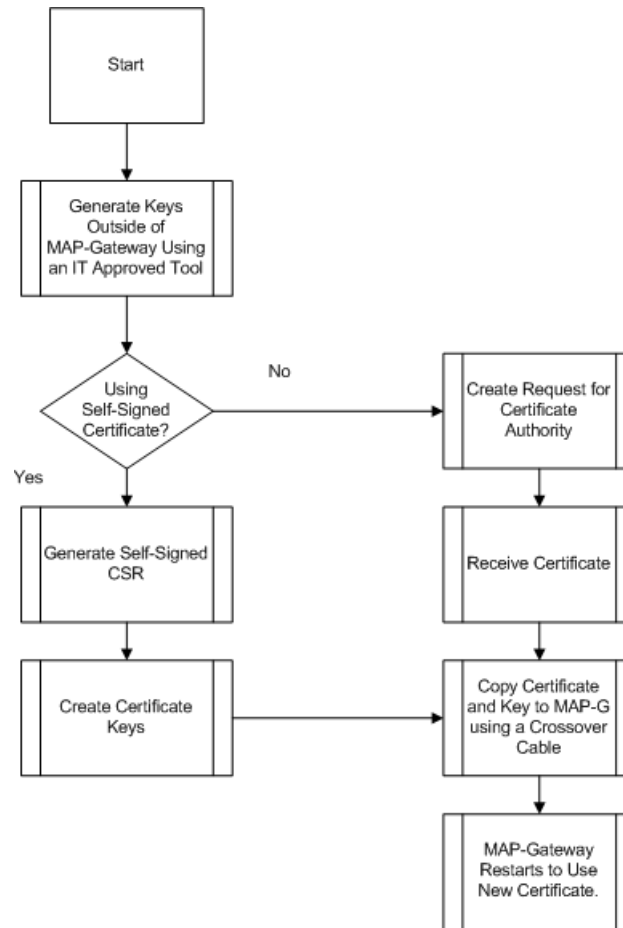 Start
Generate Keys
Outside of
MAP-Gateway Using
an IT Approved Tool
Using
Self-Signed
Certificate?
No
Create Request for
Certificate
Authority
Yes
Generate Self-Signed
CSR
Receive Certificate
Create Certificate
Keys
Copy Certificate
and Key to MAP-G
using a Crossover
Cable
MAP-Gateway
Restarts to Use
New Certificate.